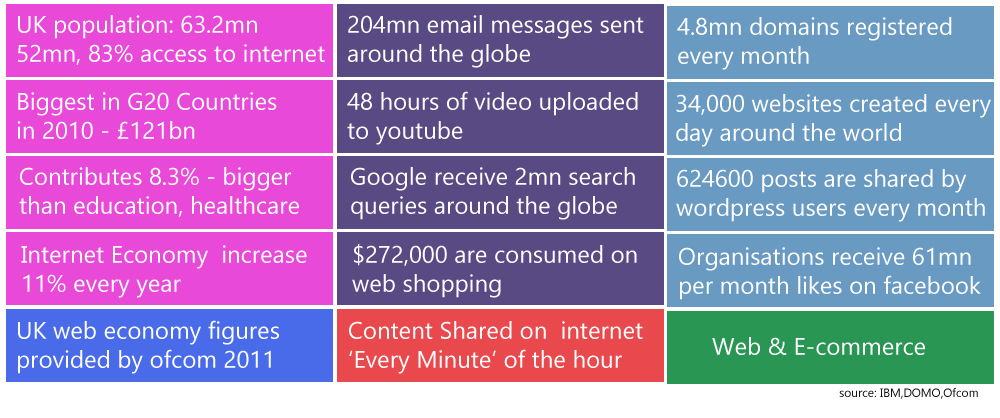 UK population: 63.2mn
52mn, 83% access to internet
Biggest in G20 Countries
in 2010 - £121bn
Contributes 8.3% - bigger
than education, healthcare
Internet Economy  increase
11% every year
UK web economy figures
provided by ofcom 2011
204mn email messages sent
around the globe
48 hours of video uploaded
to youtube
Google receive 2mn search
queries around the globe
$272,000 are consumed on
web shopping
Content Shared on  internet
‘Every Minute’ of the hour
4.8mn domains registered
every month
34,000 websites created every
day around the world
624600 posts are shared by
wordpress users every month
Organisations receive 61mn
per month likes on facebook
Web & E-commerce
source: IBM,DOMO,Ofcom